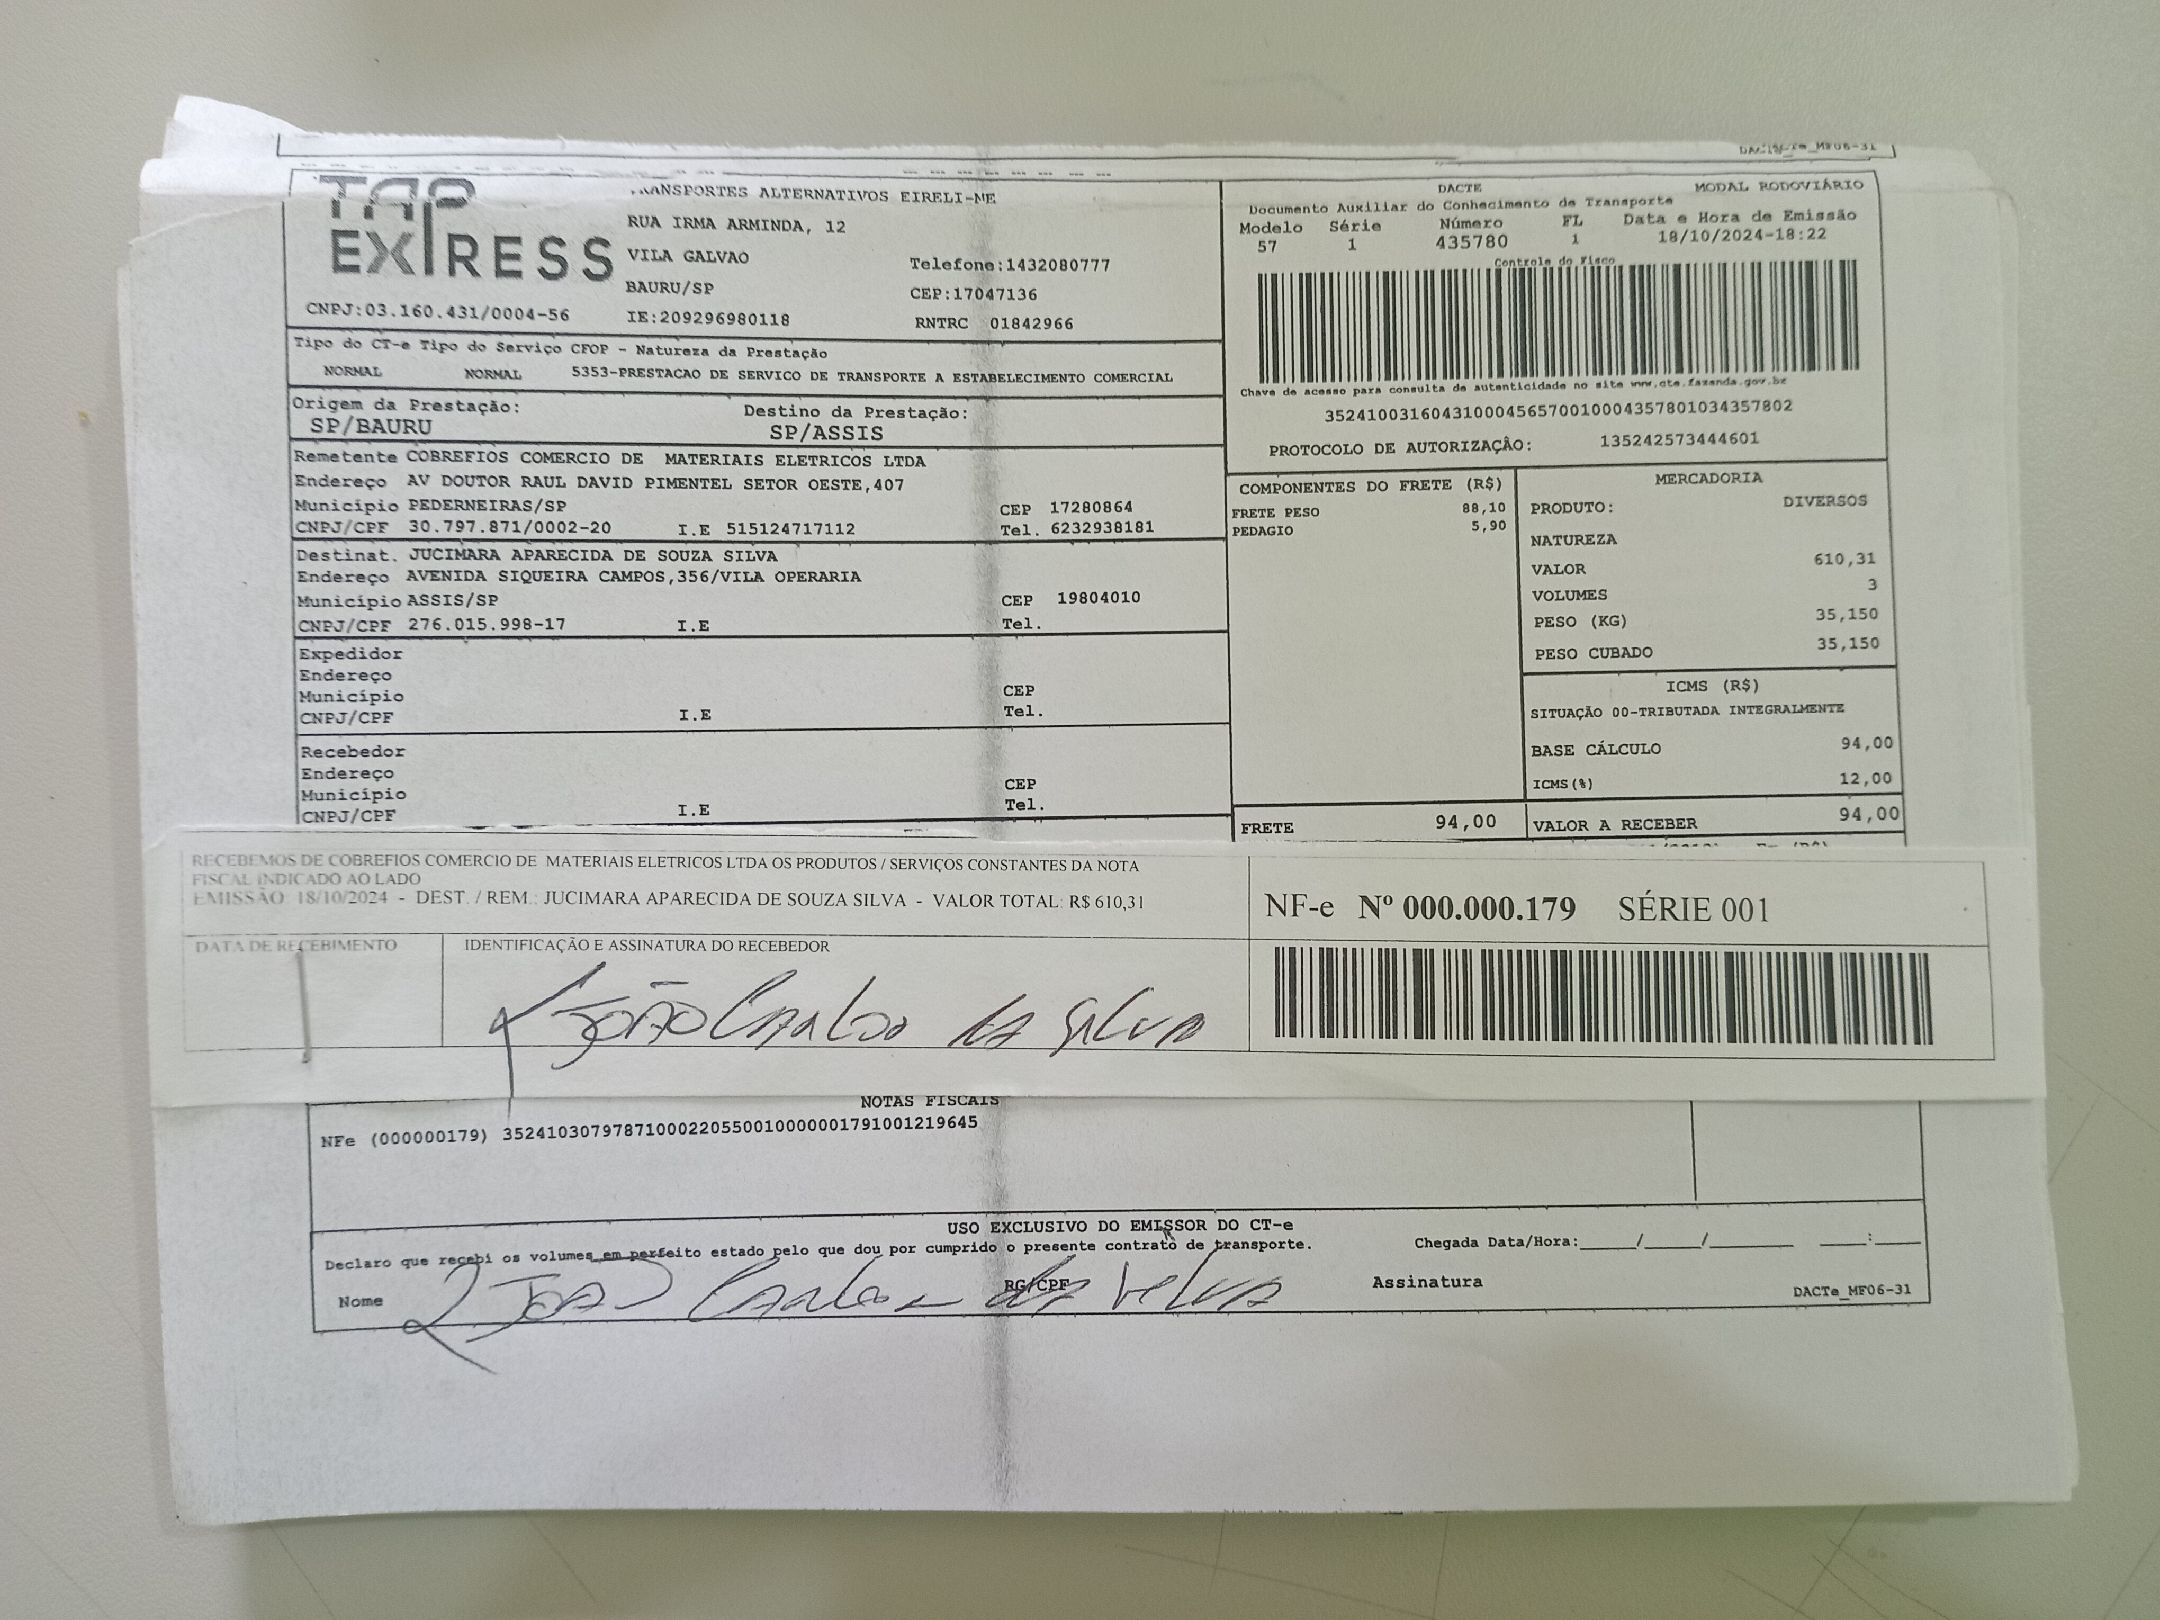 DACTe_MF06-31
TAP EXPRESS
TRANSPORTES ALTERNATIVOS EIRELI-ME
RUA IRMA ARMINDA, 12
VILA GALVAO
Telefone:1432080777
BAURU/SP
CEP:17047136
CNPJ:03.160.431/0004-56
IE:209296980118
RNTRC 01842966
DACTE MODAL RODOVIÁRIO
Documento Auxiliar do Conhecimento de Transporte
Modelo Série Número FL Data e Hora de Emissão
57 1 435780 1 18/10/2024-18:22
Controle do Fisco
Chave de acesso para consulta de autenticidade no site www.cte.fazenda.gov.br
35241003160431000456570010004357801034357802
PROTOCOLO DE AUTORIZAÇÃO: 135242573444601
Tipo do CT-e Tipo do Serviço CFOP - Natureza da Prestação
NORMAL NORMAL 5353-PRESTACAO DE SERVICO DE TRANSPORTE A ESTABELECIMENTO COMERCIAL
Origem da Prestação: Destino da Prestação:
SP/BAURU SP/ASSIS
Remetente COBREFIOS COMERCIO DE MATERIAIS ELETRICOS LTDA
Endereço AV DOUTOR RAUL DAVID PIMENTEL SETOR OESTE,407
Município PEDERNEIRAS/SP CEP 17280864
CNPJ/CPF 30.797.871/0002-20 I.E 515124717112 Tel. 6232938181
Destinat. JUCIMARA APARECIDA DE SOUZA SILVA
Endereço AVENIDA SIQUEIRA CAMPOS,356/VILA OPERARIA
Município ASSIS/SP CEP 19804010
CNPJ/CPF 276.015.998-17 I.E Tel.
Expedidor
Endereço
Município CEP
CNPJ/CPF I.E Tel.
Recebedor
Endereço
Município CEP
CNPJ/CPF I.E Tel.
COMPONENTES DO FRETE (R$)
FRETE PESO 88,10
PEDAGIO 5,90
FRETE 94,00
MERCADORIA
PRODUTO: DIVERSOS
NATUREZA
VALOR 610,31
VOLUMES 3
PESO (KG) 35,150
PESO CUBADO 35,150
ICMS (R$)
SITUAÇÃO 00-TRIBUTADA INTEGRALMENTE
BASE CÁLCULO 94,00
ICMS(%) 12,00
VALOR A RECEBER 94,00
RECEBEMOS DE COBREFIOS COMERCIO DE MATERIAIS ELETRICOS LTDA OS PRODUTOS / SERVIÇOS CONSTANTES DA NOTA
FISCAL INDICADO AO LADO
EMISSÃO: 18/10/2024 - DEST. / REM.: JUCIMARA APARECIDA DE SOUZA SILVA - VALOR TOTAL: R$ 610,31
NF-e Nº 000.000.179 SÉRIE 001
DATA DE RECEBIMENTO
IDENTIFICAÇÃO E ASSINATURA DO RECEBEDOR
João Carlos da Silva
NOTAS FISCAIS
NFe (000000179) 35241030797871000220550010000001791001219645
USO EXCLUSIVO DO EMISSOR DO CT-e
Declaro que recebi os volumes em perfeito estado pelo que dou por cumprido o presente contrato de transporte.
Chegada Data/Hora:_____/_____/_________ _____:_____
Nome João Carlos da Silva RG/CPF Assinatura
DACTe_MF06-31